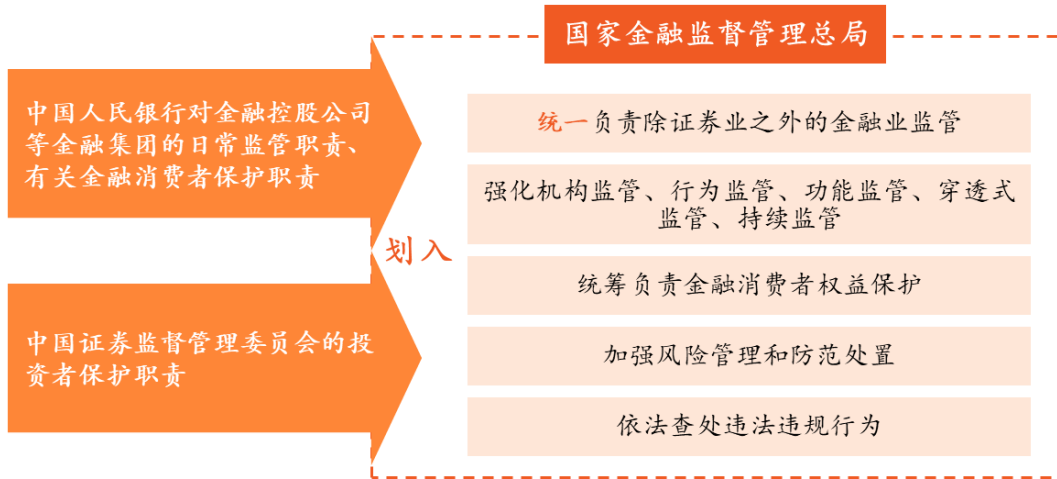 国家金融监督管理总局
中国人民银行对金融控股公司
等金融集团的日常监管职责、
有关金融消费者保护职责
划入
中国证券监督管理委员会的投
资者保护职责
统一负责除证券业之外的金融业监管
强化机构监管、行为监管、功能监管、穿透式
监管、持续监管
统筹负责金融消费者权益保护
加强风险管理和防范处置
依法查处违法违规行为